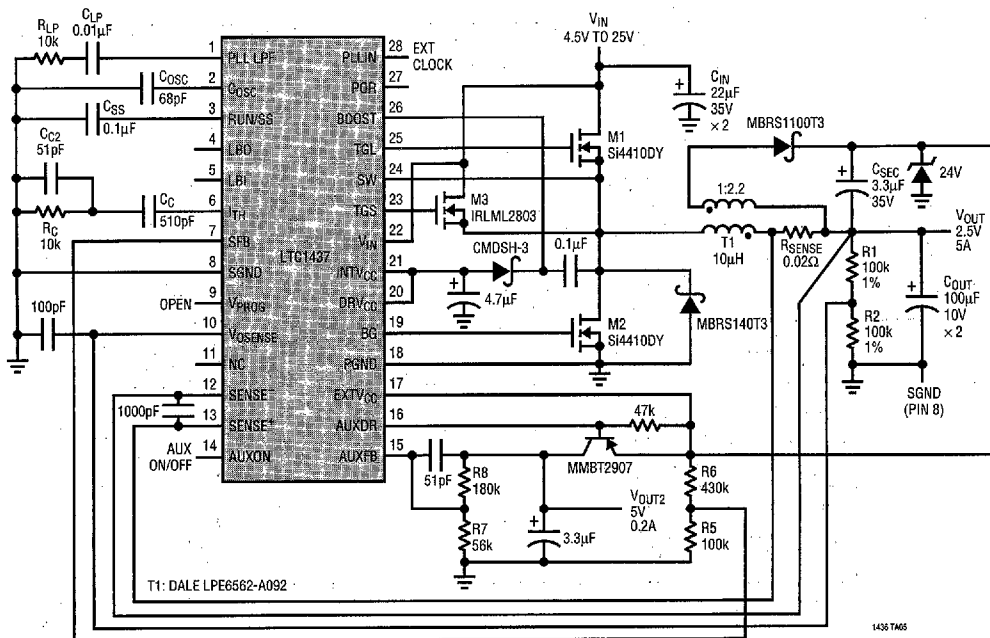 RLP
10k
CLP
0.01µF
COSC
68pF
CSS
0.1µF
CC2
51pF
RC
10k
CC
510pF
100pF
OPEN
1000pF
AUX
ON/OFF
1 PLL LPF
2 COSC
3 RUN/SS
4 LBO
5 LBI
6 ITH
7 SFB
8 SGND
9 VPROG
10 VOSENSE
11 NC
12 SENSE−
13 SENSE+
14 AUXON
LTC1437
PLLIN 28
POR 27
BOOST 26
TGL 25
SW 24
TGS 23
VIN 22
INTVCC 21
DRVCC 20
BG 19
PGND 18
EXTVCC 17
AUXDR 16
AUXFB 15
EXT
CLOCK
VIN
4.5V TO 25V
+
CIN
22µF
35V
× 2
M1
Si4410DY
M3
IRLML2803
CMDSH-3
0.1µF
+
4.7µF
M2
Si4410DY
MBRS140T3
MBRS1100T3
1:2.2
T1
10µH
RSENSE
0.02Ω
+
CSEC
3.3µF
35V
24V
VOUT
2.5V
5A
R1
100k
1%
R2
100k
1%
+
COUT
100µF
10V
× 2
SGND
(PIN 8)
47k
MMBT2907
51pF
R8
180k
R7
56k
+
3.3µF
VOUT2
5V
0.2A
R6
430k
R5
100k
T1: DALE LPE6562-A092
1436 TA05